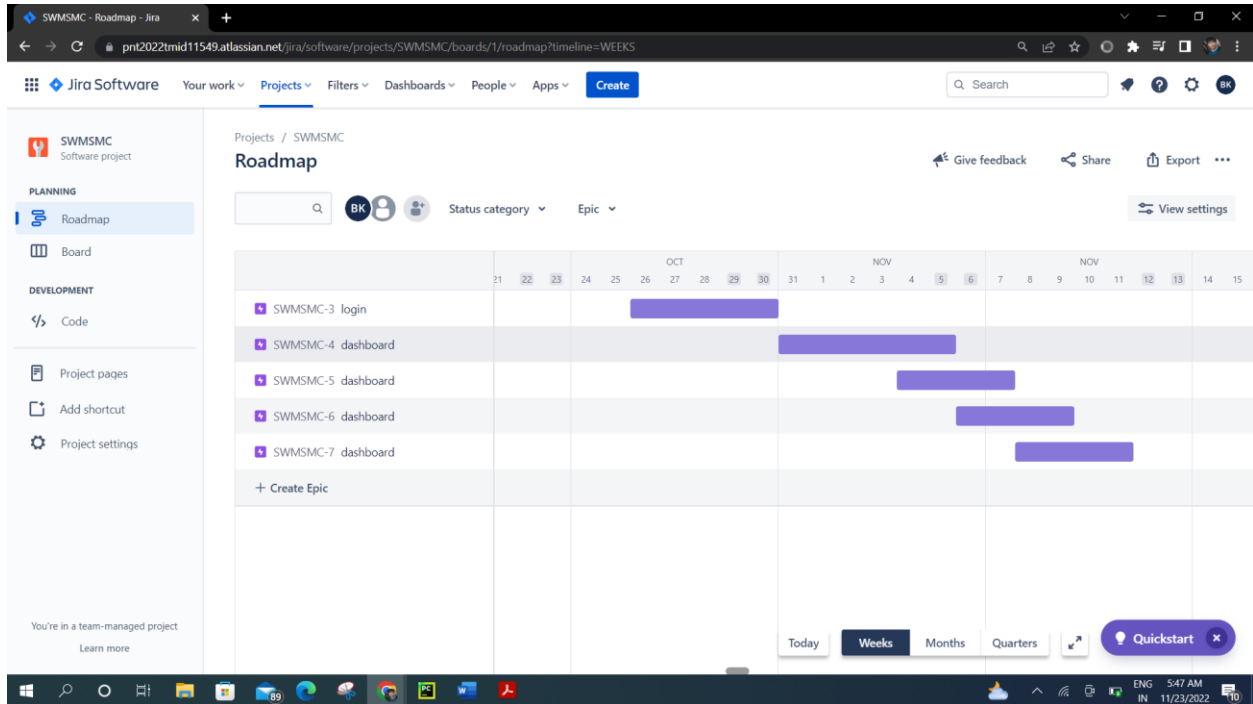 SWMSMC - Roadmap - Jira
pnt2022tmid11549.atlassian.net/jira/software/projects/SWMSMC/boards/1/roadmap?timeline=WEEKS
Jira Software Your work Projects Filters Dashboards People Apps Create Search BK
SWMSMC
Software project
PLANNING
Roadmap
Board
DEVELOPMENT
Code
Project pages
Add shortcut
Project settings
You're in a team-managed project
Learn more
Projects / SWMSMC
Roadmap
Give feedback Share Export
BK Status category Epic View settings
OCT NOV NOV
21 22 23 24 25 26 27 28 29 30 31 1 2 3 4 5 6 7 8 9 10 11 12 13 14 15
SWMSMC-3 login
SWMSMC-4 dashboard
SWMSMC-5 dashboard
SWMSMC-6 dashboard
SWMSMC-7 dashboard
+ Create Epic
Today Weeks Months Quarters Quickstart
89 PC W ENG 5:47 AM
IN 11/23/2022 10